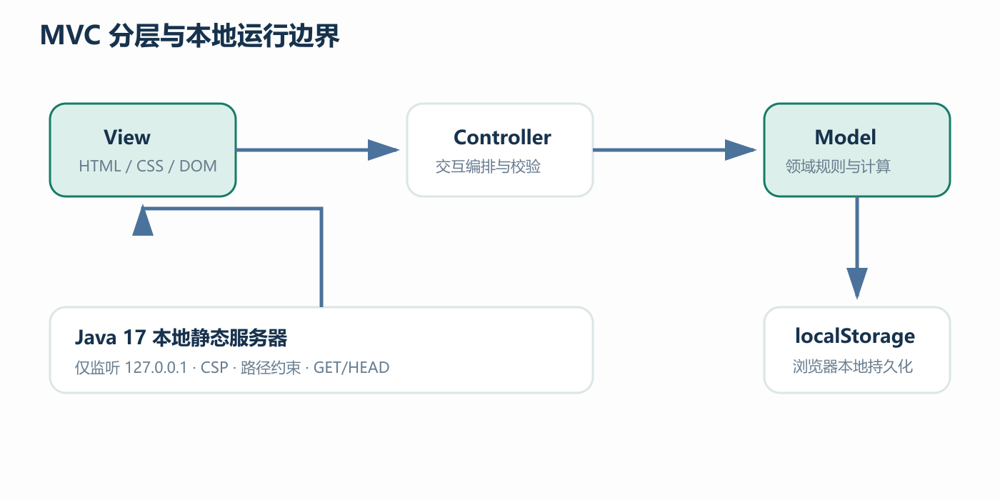 MVC 分层与本地运行边界
View
HTML / CSS / DOM
Controller
交互编排与校验
Model
领域规则与计算
Java 17 本地静态服务器
仅监听 127.0.0.1 · CSP · 路径约束 · GET/HEAD
localStorage
浏览器本地持久化